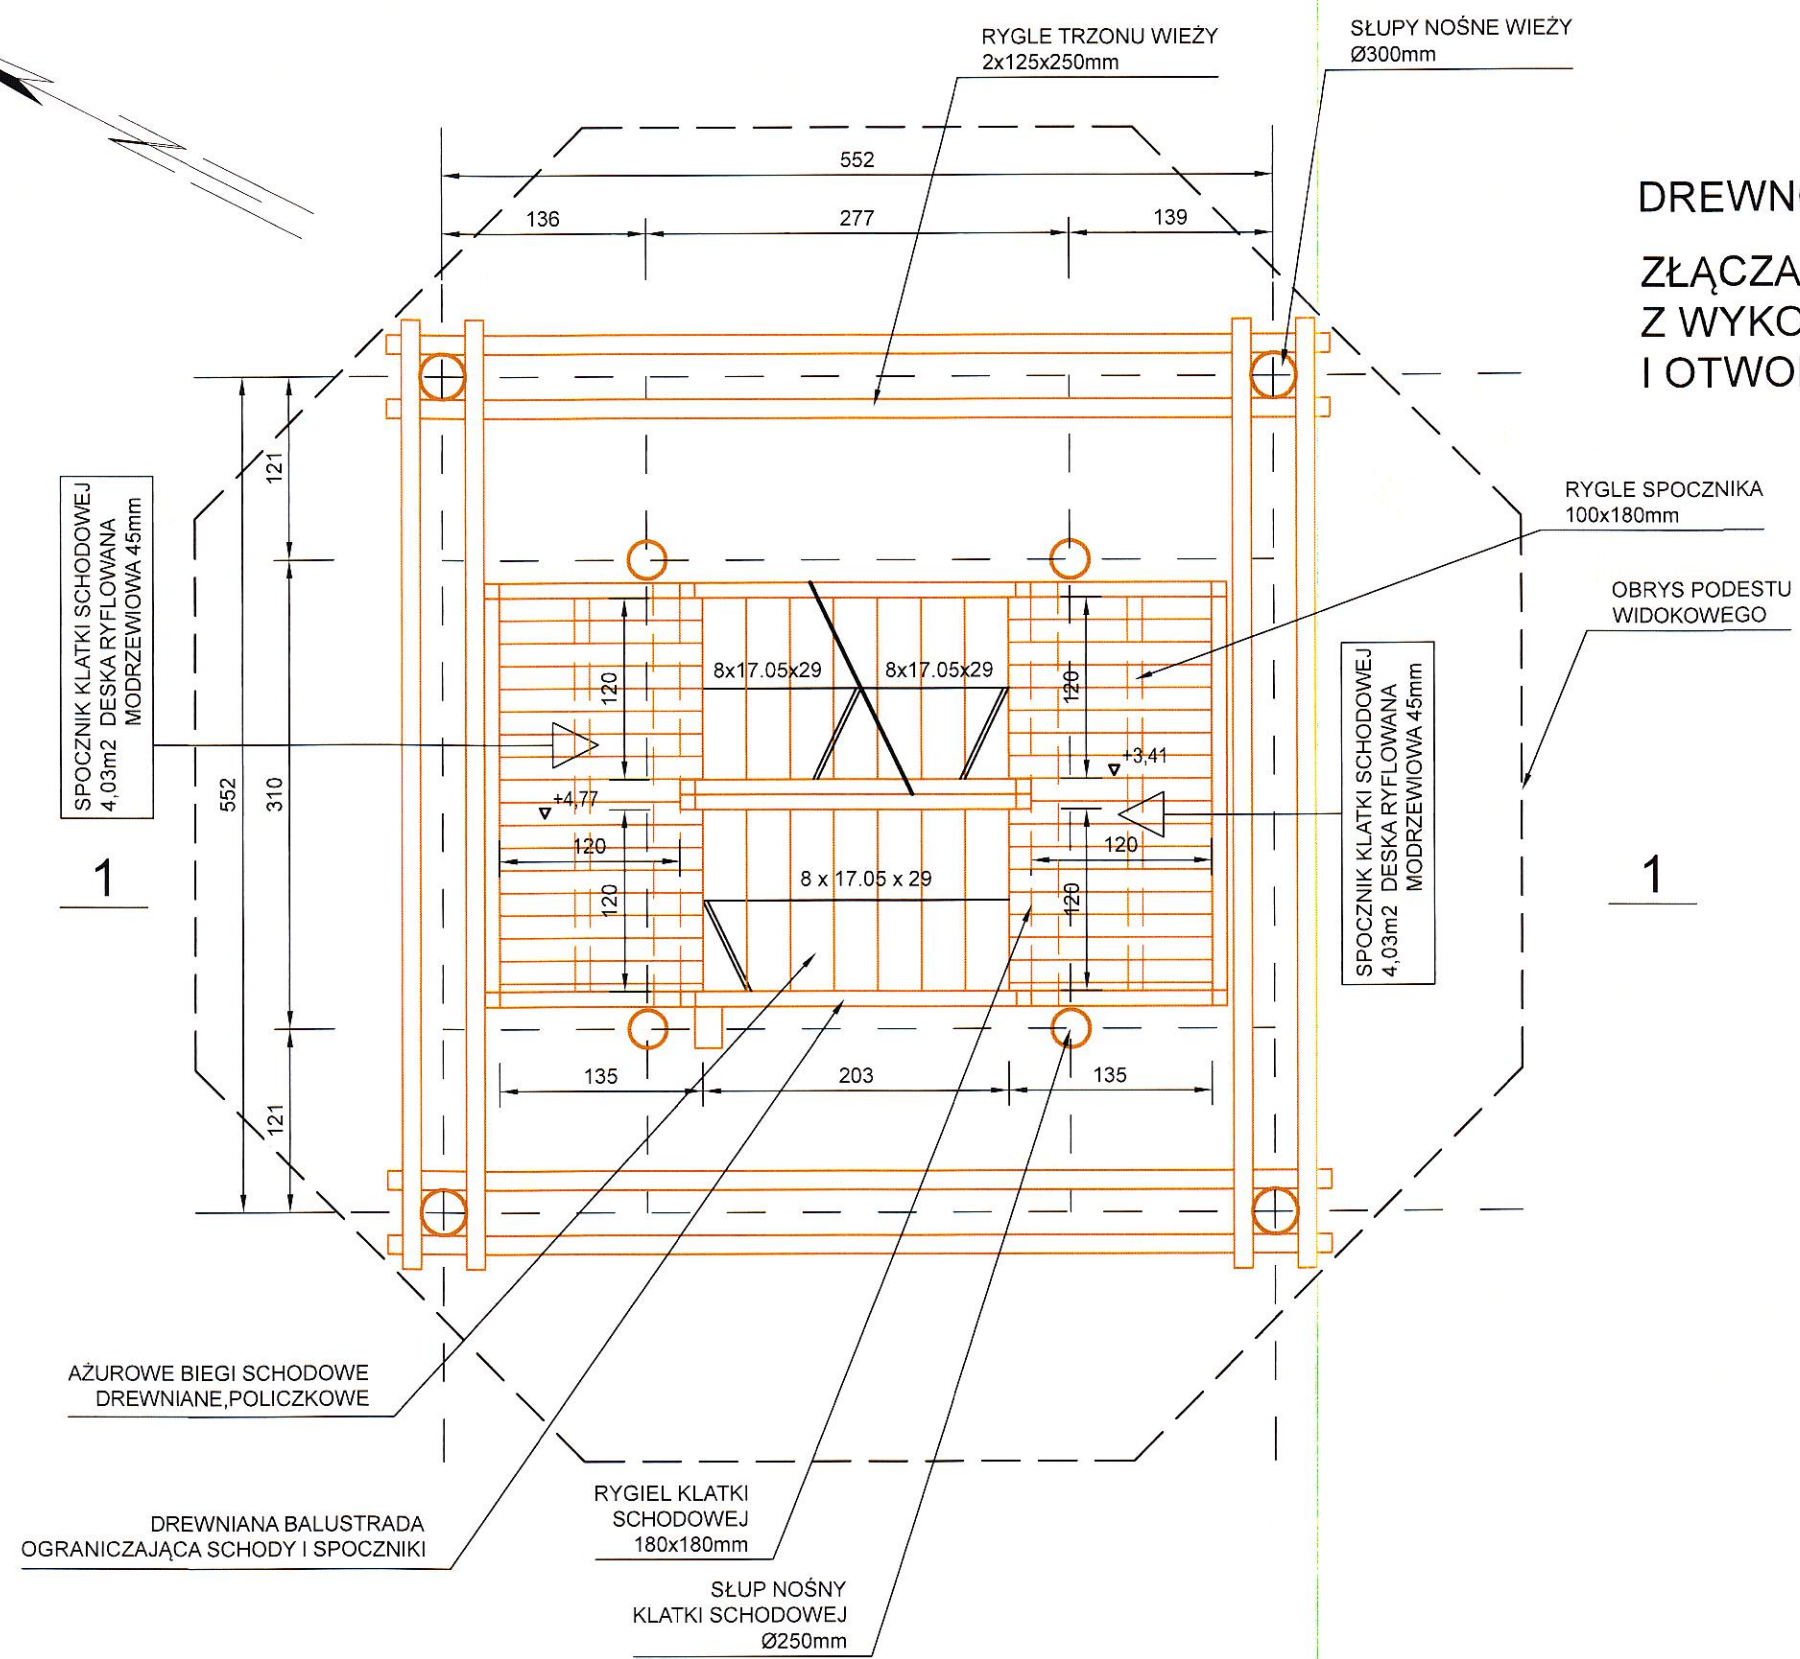 RYGLE TRZONU WIEŻY
2x125x250mm
SŁUPY NOŚNE WIEŻY
Ø300mm
552
136
277
139
ZŁĄCZA
Z WYKO
121
SPOCZNIK KLATKI SCHODOWEJ
4,03m2 DESKA RYFLOWANA
MODRZEWIOWA 45mm
RYGLE SPOCZNIKA
100x180mm
OBRYS PODESTU
WIDOKOWEGO
8x17.05x29
8x17.05x29
120
120
+3,41
+4,77
552
310
SPOCZNIK KLATKI SCHODOWEJ
4,03m2 DESKA RYFLOWANA
MODRZEWIOWA 45mm
120
120
8 x 17.05 x 29
120
120
1
1
135
203
135
121
AŻUROWE BIEGI SCHODOWE
DREWNIANE,POLICZKOWE
DREWNIANA BALUSTRADA
OGRANICZAJĄCA SCHODY I SPOCZNIKI
RYGIEL KLATKI
SCHODOWEJ
180x180mm
SŁUP NOŚNY
KLATKI SCHODOWEJ
Ø250mm